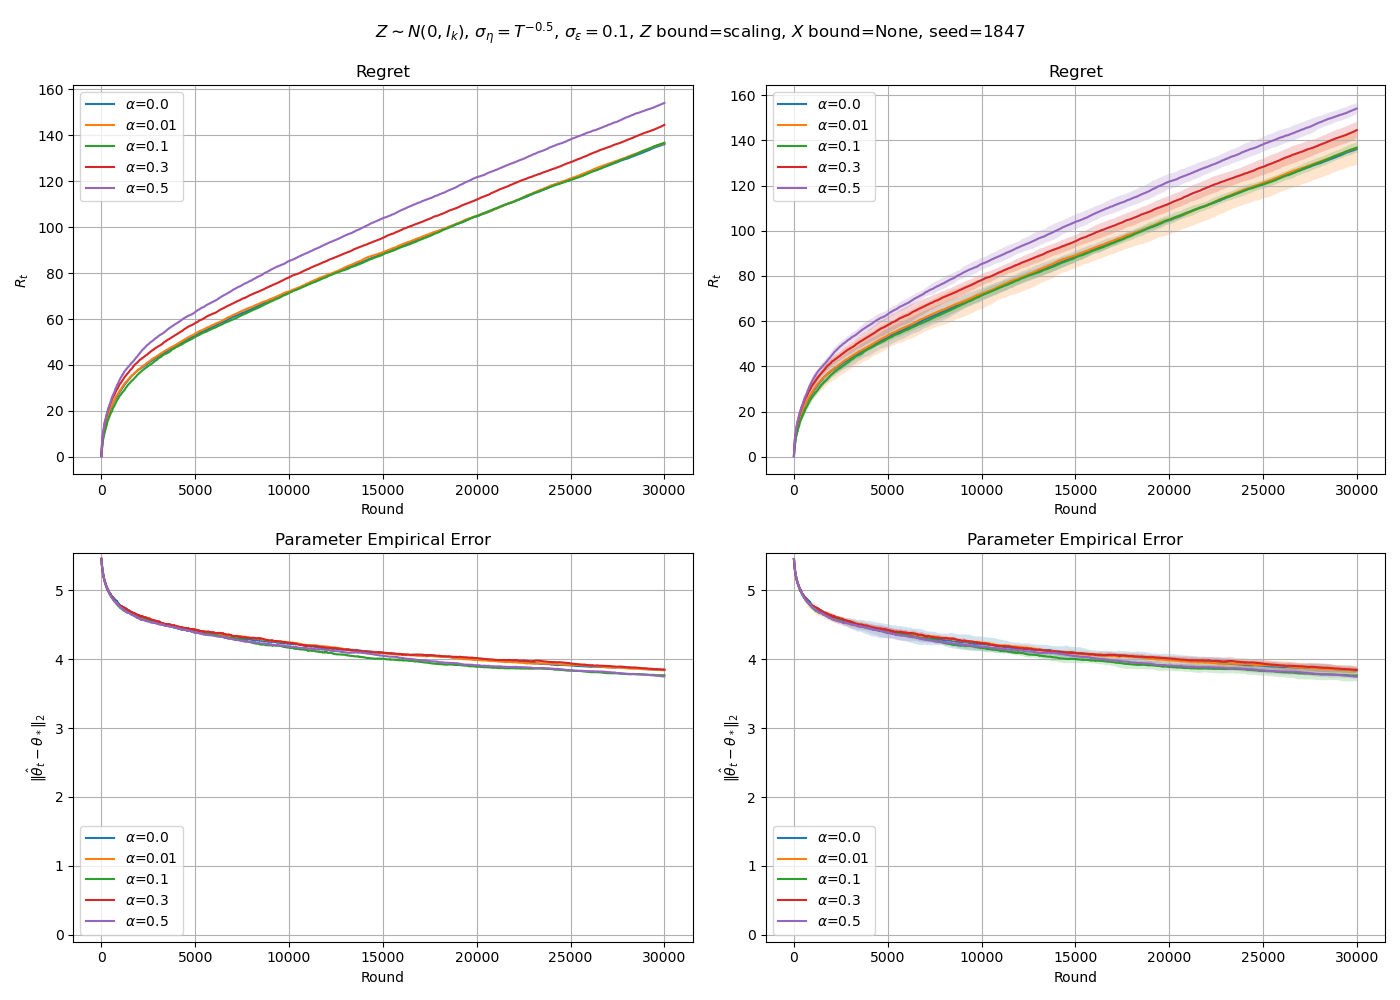 Z ∼ N(0, I_k), σ_η = T^{−0.5}, σ_ε = 0.1, Z bound=scaling, X bound=None, seed=1847
Regret
R_t
160
140
120
100
80
60
40
20
0
α=0.0
α=0.01
α=0.1
α=0.3
α=0.5
0 5000 10000 15000 20000 25000 30000
Round
Regret
R_t
160
140
120
100
80
60
40
20
0
α=0.0
α=0.01
α=0.1
α=0.3
α=0.5
0 5000 10000 15000 20000 25000 30000
Round
Parameter Empirical Error
‖θ̂_t − θ_*‖_2
5
4
3
2
1
0
α=0.0
α=0.01
α=0.1
α=0.3
α=0.5
0 5000 10000 15000 20000 25000 30000
Round
Parameter Empirical Error
‖θ̂_t − θ_*‖_2
5
4
3
2
1
0
α=0.0
α=0.01
α=0.1
α=0.3
α=0.5
0 5000 10000 15000 20000 25000 30000
Round